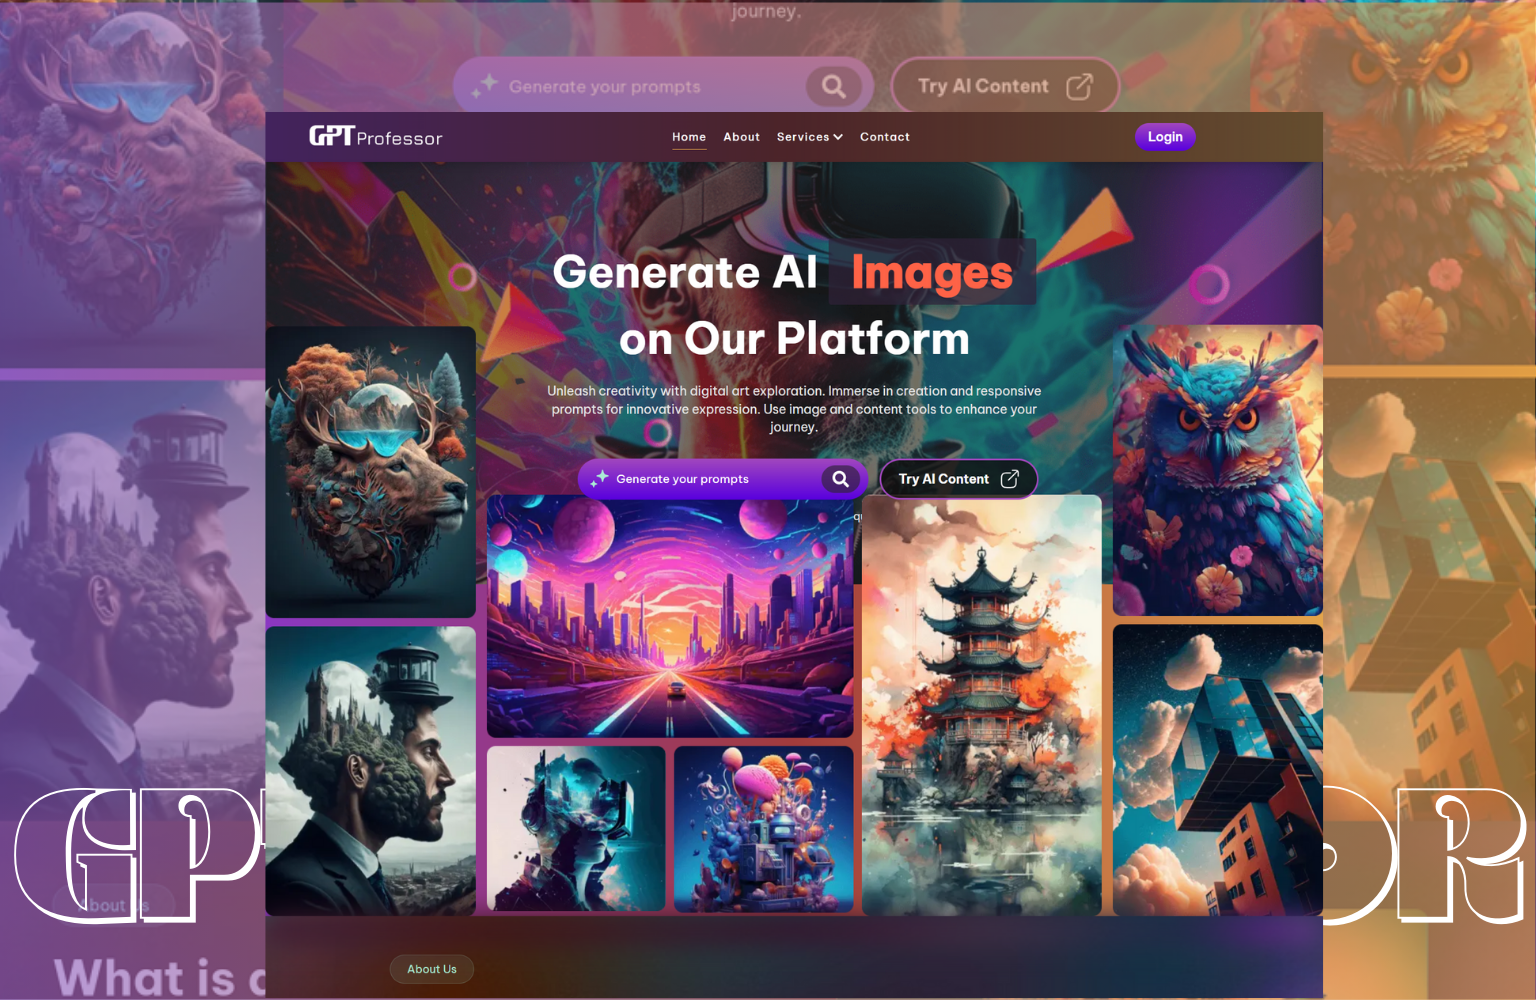 journey.
Generate your prompts
Try AI Content
GPT Professor
Home About Services Contact
Login
Generate AI Images
on Our Platform
Unleash creativity with digital art exploration. Immerse in creation and responsive
prompts for innovative expression. Use image and content tools to enhance your
journey.
Generate your prompts
Try AI Content
GP
OR
About Us
What is
About Us